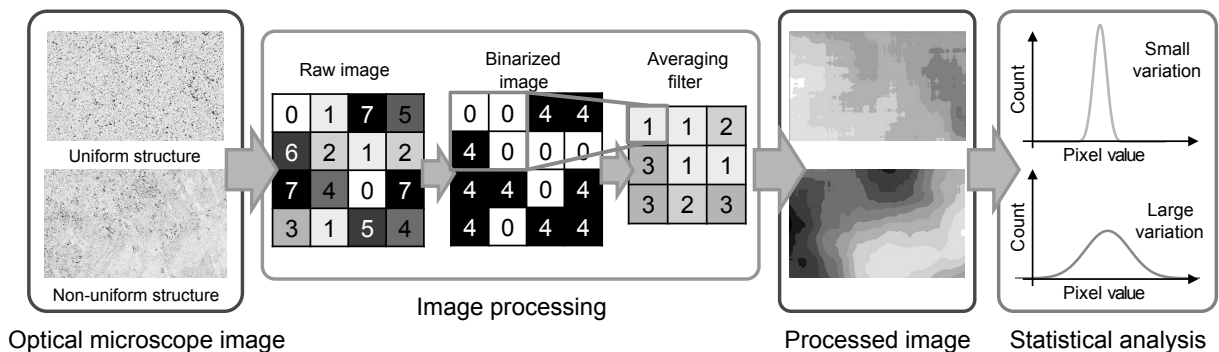 Uniform structure
Non-uniform structure
Optical microscope image
Raw image
0 1 7 5
6 2 1 2
7 4 0 7
3 1 5 4
Binarized
image
0 0 4 4
4 0 0 0
4 4 0 4
4 0 4 4
Averaging
filter
1 1 2
3 1 1
3 2 3
Image processing
Processed image
Count
Small
variation
Pixel value
Count
Large
variation
Pixel value
Statistical analysis